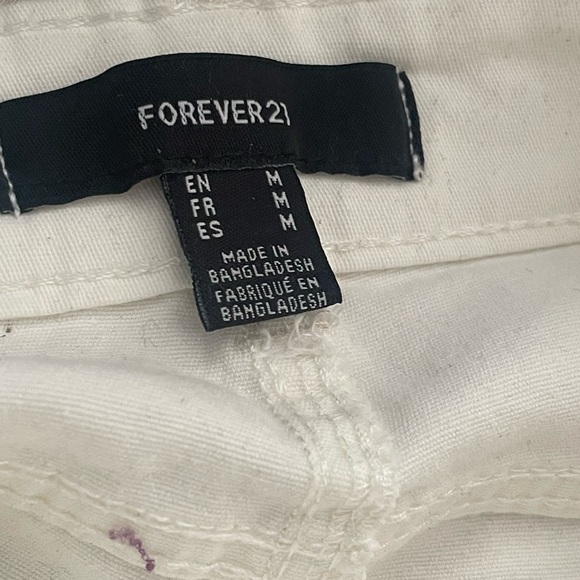 FOREVER21
EN M
FR M
ES M
MADE IN
BANGLADESH
FABRIQUÉ EN
BANGLADESH